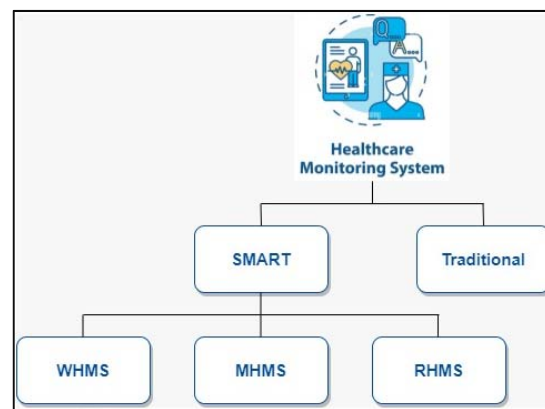 Q
A...
Healthcare
Monitoring System
SMART
Traditional
WHMS
MHMS
RHMS